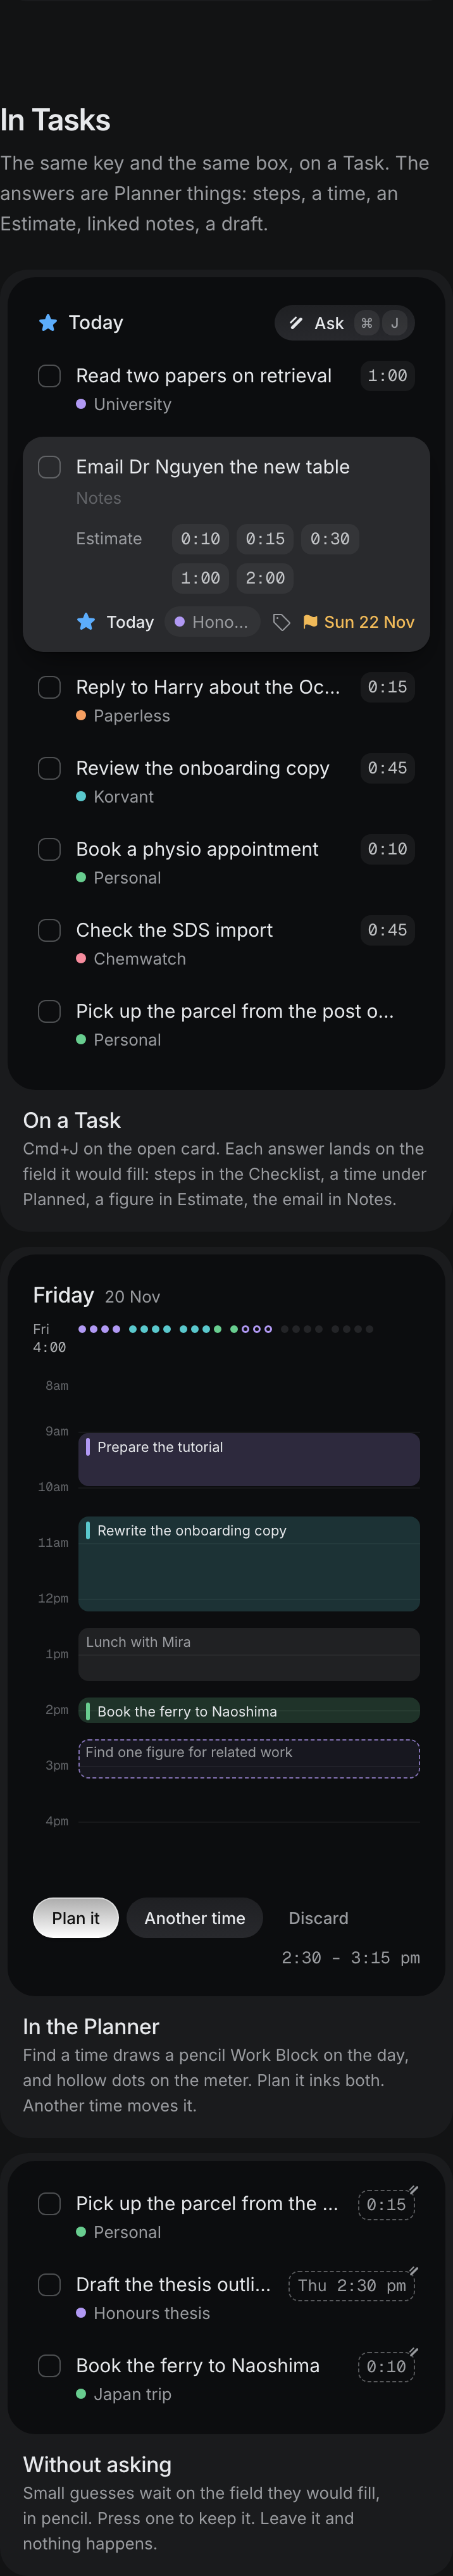 In Tasks
The same key and the same box, on a Task. The
answers are Planner things: steps, a time, an
Estimate, linked notes, a draft.
Today
Ask ⌘ J
Read two papers on retrieval 1:00
University
Email Dr Nguyen the new table
Notes
Estimate 0:10 0:15 0:30
1:00 2:00
Today Hono... Sun 22 Nov
Reply to Harry about the Oc... 0:15
Paperless
Review the onboarding copy 0:45
Korvant
Book a physio appointment 0:10
Personal
Check the SDS import 0:45
Chemwatch
Pick up the parcel from the post o...
Personal
On a Task
Cmd+J on the open card. Each answer lands on the
field it would fill: steps in the Checklist, a time under
Planned, a figure in Estimate, the email in Notes.
Friday 20 Nov
Fri
4:00
8am
9am
Prepare the tutorial
10am
Rewrite the onboarding copy
11am
12pm
Lunch with Mira
1pm
2pm
Book the ferry to Naoshima
Find one figure for related work
3pm
4pm
Plan it Another time Discard
2:30 – 3:15 pm
In the Planner
Find a time draws a pencil Work Block on the day,
and hollow dots on the meter. Plan it inks both.
Another time moves it.
Pick up the parcel from the ... 0:15
Personal
Draft the thesis outli... Thu 2:30 pm
Honours thesis
Book the ferry to Naoshima 0:10
Japan trip
Without asking
Small guesses wait on the field they would fill,
in pencil. Press one to keep it. Leave it and
nothing happens.